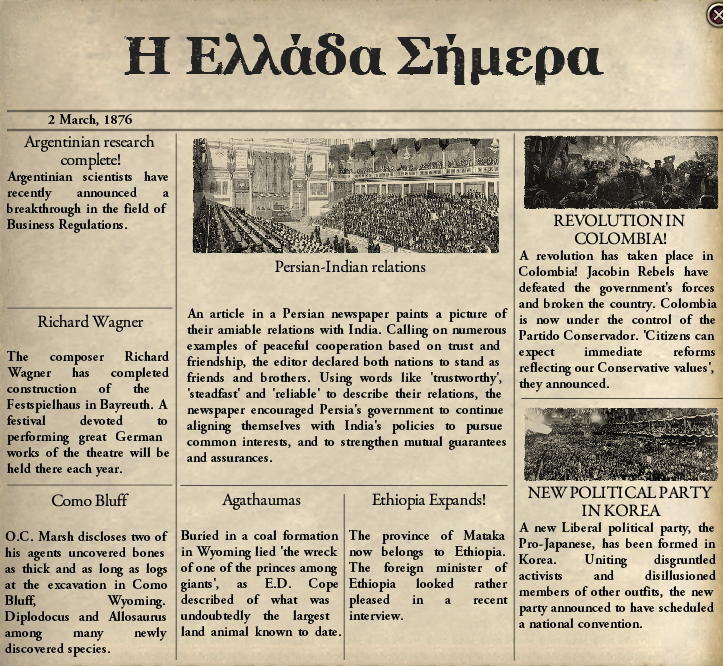 Η Ελλάδα Σήμερα
2 March, 1876
Argentinian research
complete!
Argentinian scientists have
recently announced a
breakthrough in the field of
Business Regulations.
Richard Wagner
The composer Richard
Wagner has completed
construction of the
Festspielhaus in Bayreuth. A
festival devoted to
performing great German
works of the theatre will be
held there each year.
Como Bluff
O.C. Marsh discloses two of
his agents uncovered bones
as thick and as long as logs
at the excavation in Como
Bluff, Wyoming.
Diplodocus and Allosaurus
among many newly
discovered species.
Persian-Indian relations
An article in a Persian newspaper paints a picture of
their amiable relations with India. Calling on numerous
examples of peaceful cooperation based on trust and
friendship, the editor declared both nations to stand as
friends and brothers. Using words like 'trustworthy',
'steadfast' and 'reliable' to describe their relations, the
newspaper encouraged Persia's government to continue
aligning themselves with India's policies to pursue
common interests, and to strengthen mutual guarantees
and assurances.
Agathaumas
Buried in a coal formation
in Wyoming lied 'the wreck
of one of the princes among
giants', as E.D. Cope
described of what was
undoubtedly the largest
land animal known to date.
Ethiopia Expands!
The province of Mataka
now belongs to Ethiopia.
The foreign minister of
Ethiopia looked rather
pleased in a recent
interview.
REVOLUTION IN
COLOMBIA!
A revolution has taken place in
Colombia! Jacobin Rebels have
defeated the government's forces
and broken the country. Colombia
is now under the control of the
Partido Conservador. 'Citizens can
expect immediate reforms
reflecting our Conservative values',
they announced.
NEW POLITICAL PARTY
IN KOREA
A new Liberal political party, the
Pro-Japanese, has been formed in
Korea. Uniting disgruntled
activists and disillusioned
members of other outfits, the new
party announced to have scheduled
a national convention.